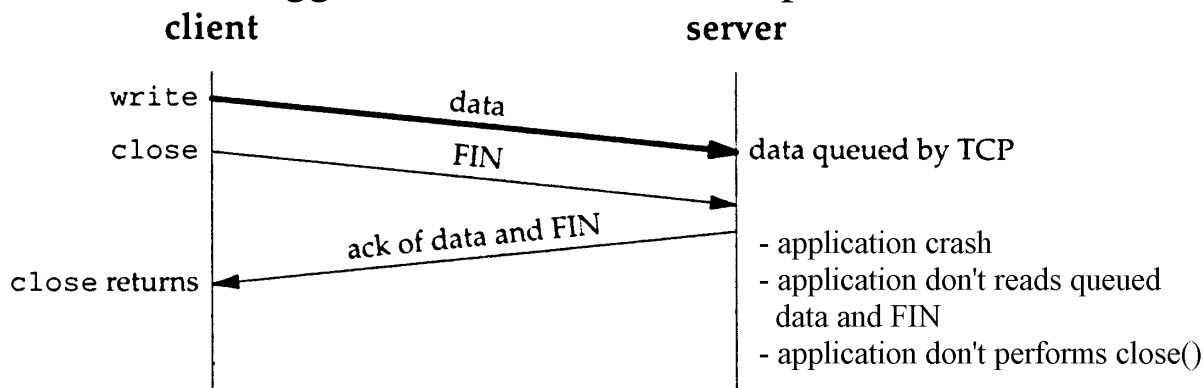 client
server
write
data
close
FIN
data queued by TCP
ack of data and FIN
close returns
- application crash
- application don't reads queued
data and FIN
- application don't performs close()